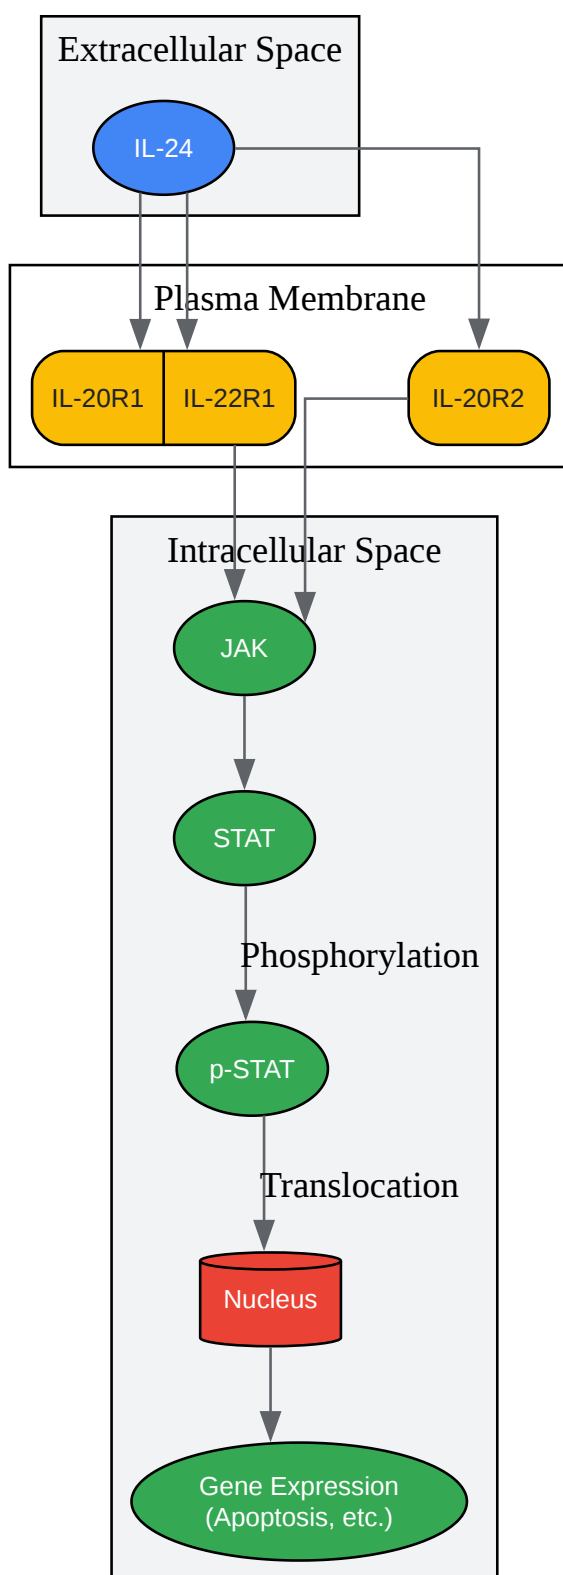 Extracellular Space
IL-24
Plasma Membrane
IL-20R1
IL-22R1
IL-20R2
Intracellular Space
JAK
STAT
Phosphorylation
p-STAT
Translocation
Nucleus
Gene Expression
(Apoptosis, etc.)